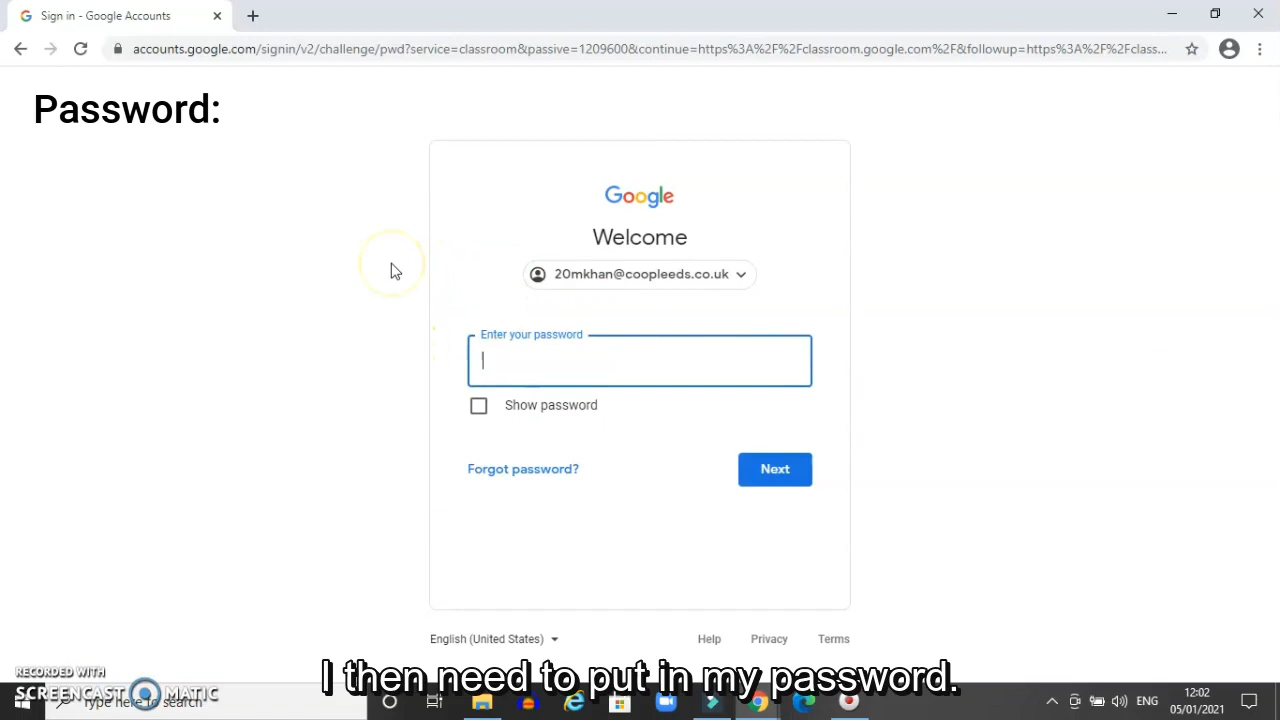 Sign in - Google Accounts
accounts.google.com/signin/v2/challenge/pwd?service=classroom&passive=1209600&continue=https%3A%2F%2Fclassroom.google.com%2F&followup=https%3A%2F%2Fclass...
Password:
Google
Welcome
20mkhan@coopleeds.co.uk
Enter your password
Show password
Forgot password?
Next
English (United States)
Help
Privacy
Terms
RECORDED WITH
SCREENCAST MATIC
I then need to put in my password.
Type here to search
ENG
12:02
05/01/2021